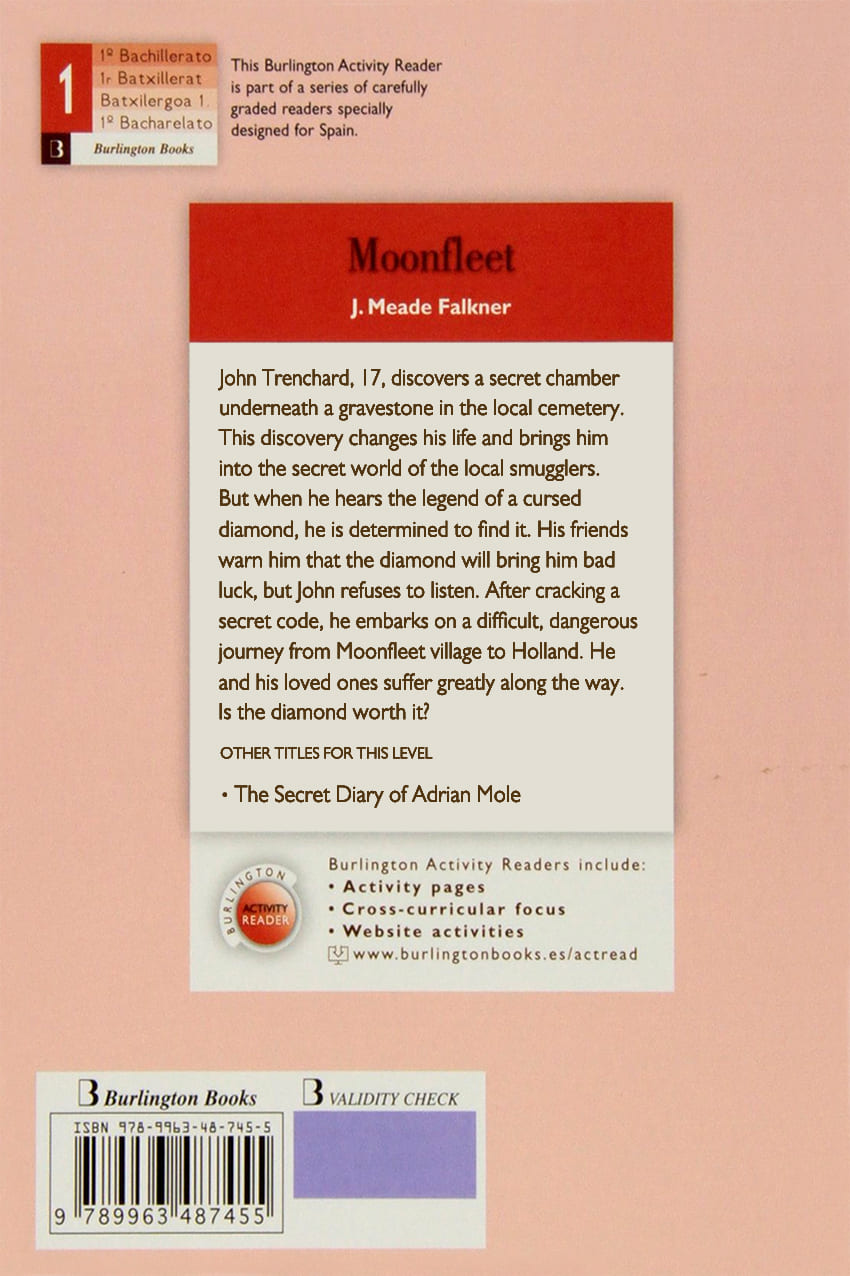 1
1º Bachillerato
1r Batxillerat
Batxilergoa 1.
1º Bacharelato
B Burlington Books
This Burlington Activity Reader
is part of a series of carefully
graded readers specially
designed for Spain.
Moonfleet
J. Meade Falkner
John Trenchard, 17, discovers a secret chamber
underneath a gravestone in the local cemetery.
This discovery changes his life and brings him
into the secret world of the local smugglers.
But when he hears the legend of a cursed
diamond, he is determined to find it. His friends
warn him that the diamond will bring him bad
luck, but John refuses to listen. After cracking a
secret code, he embarks on a difficult, dangerous
journey from Moonfleet village to Holland. He
and his loved ones suffer greatly along the way.
Is the diamond worth it?
OTHER TITLES FOR THIS LEVEL
• The Secret Diary of Adrian Mole
BURLINGTON
ACTIVITY
READER
Burlington Activity Readers include:
• Activity pages
• Cross-curricular focus
• Website activities
www.burlingtonbooks.es/actread
B Burlington Books
ISBN 978-9963-48-745-5
9 789963 487455
B VALIDITY CHECK